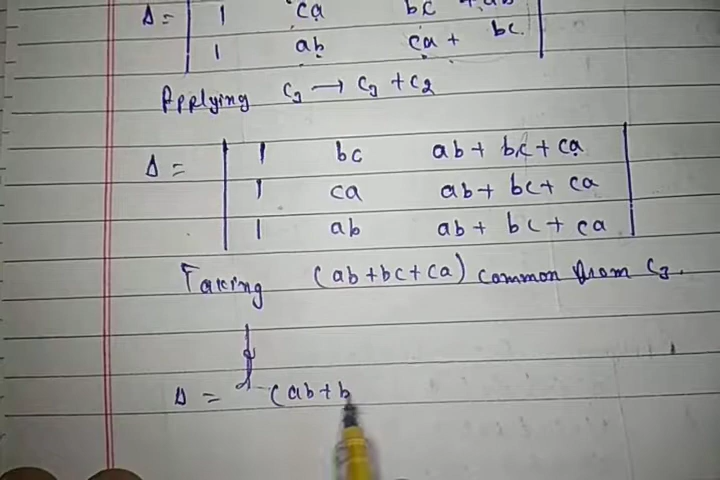 Δ = | 1 ca bc + ab
| 1 ab ca + bc |
Applying C₃ → C₃ + C₂
Δ = | 1 bc ab + bc + ca |
| 1 ca ab + bc + ca |
| 1 ab ab + bc + ca |
Taking (ab + bc + ca) common from C₃.
Δ = (ab + b